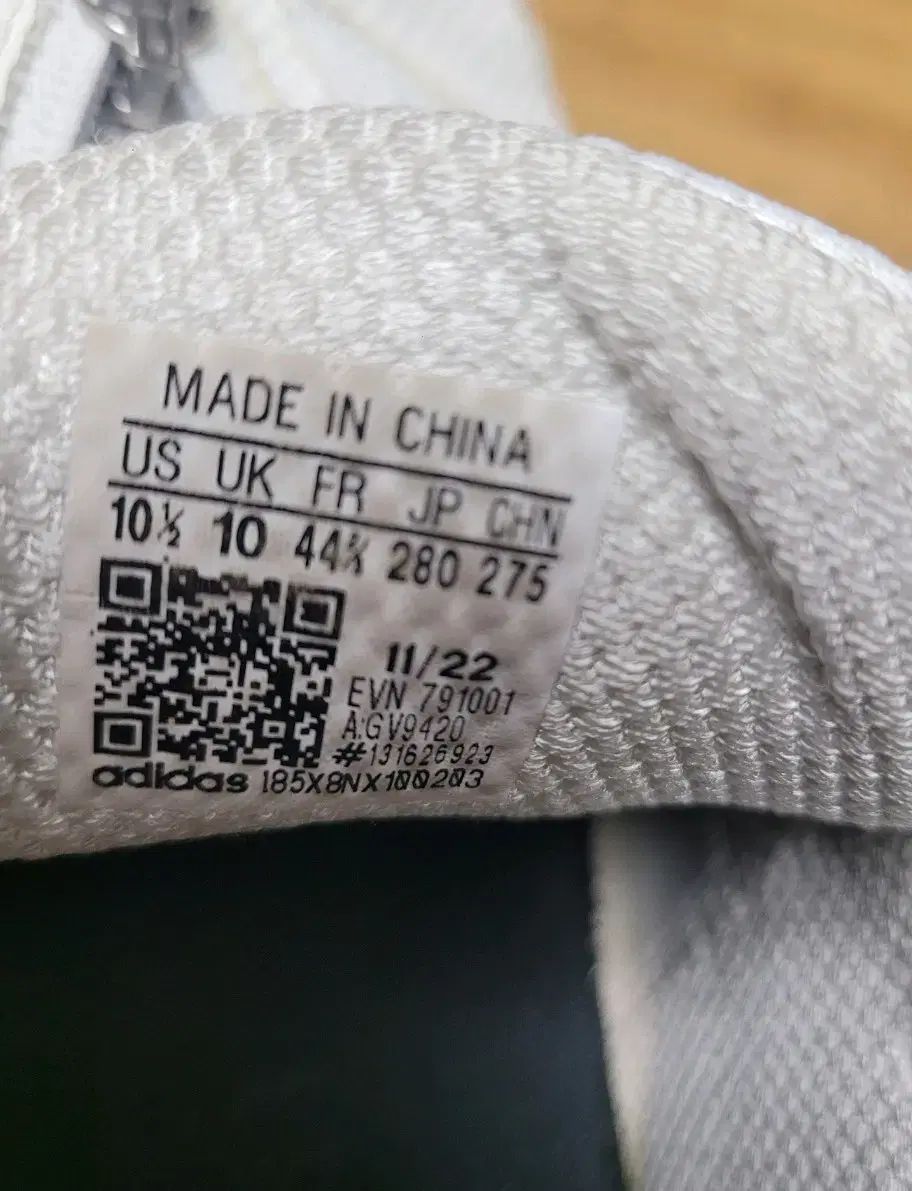 MADE IN CHINA
US UK FR JP CHN
10½ 10 44⅔ 280 275
11/22
EVN 791001
A:GV9420
#131626923
adidas 185X8NX100203